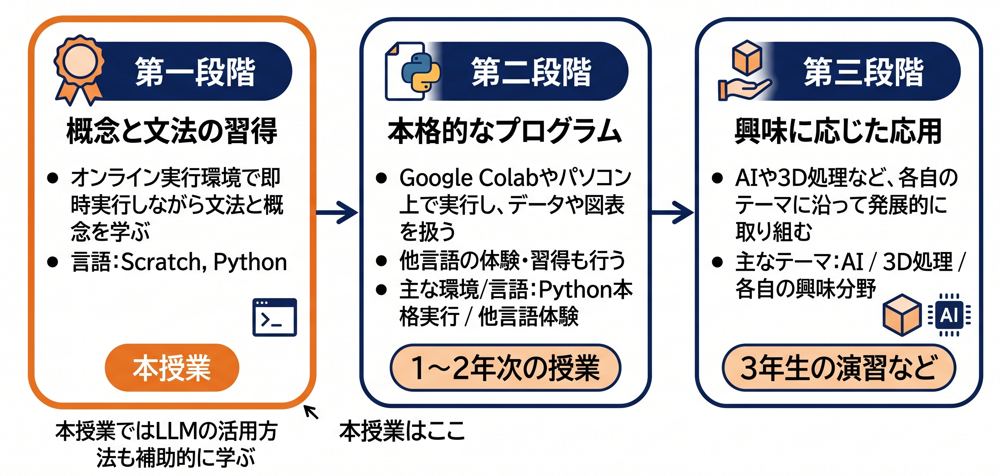 第一段階
概念と文法の習得
● オンライン実行環境で即
時実行しながら文法と概
念を学ぶ
● 言語：Scratch, Python
>_
本授業
本授業ではLLMの活用方
法も補助的に学ぶ
第二段階
本格的なプログラム
● Google Colabやパソコン
上で実行し、データや図表
を扱う
● 他言語の体験・習得も行う
● 主な環境/言語：Python本
格実行 / 他言語体験
1～2年次の授業
本授業はここ
第三段階
興味に応じた応用
● AIや3D処理など、各自の
テーマに沿って発展的に
取り組む
● 主なテーマ：AI / 3D処理 /
各自の興味分野
AI
3年生の演習など